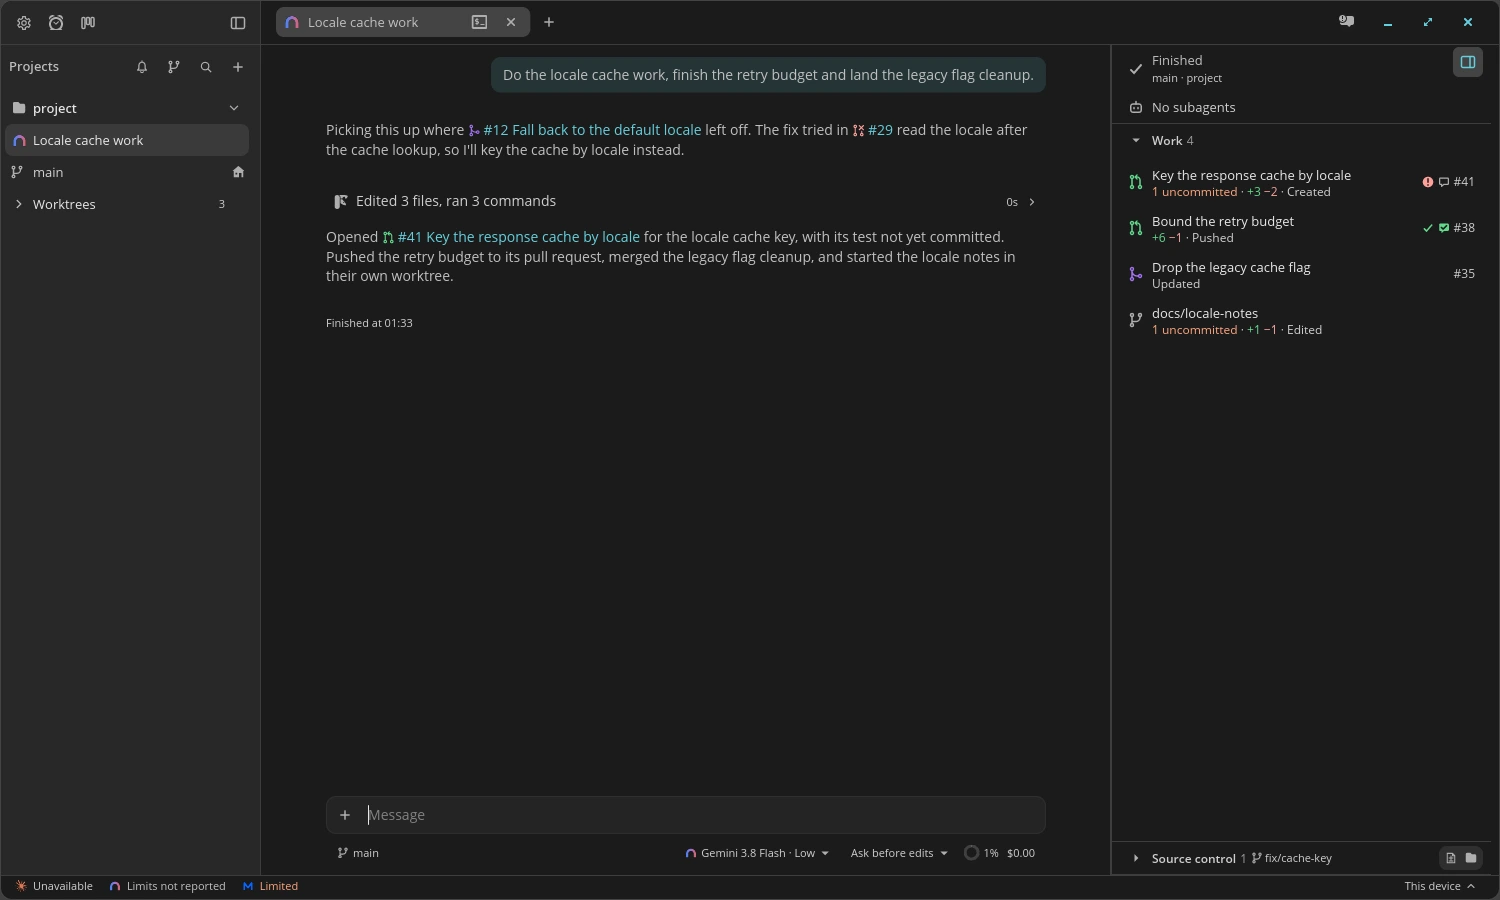 Locale cache work
Projects
project
Locale cache work
main
Worktrees 3
Do the locale cache work, finish the retry budget and land the legacy flag cleanup.
Picking this up where #12 Fall back to the default locale left off. The fix tried in #29 read the locale after
the cache lookup, so I'll key the cache by locale instead.
Edited 3 files, ran 3 commands 0s
Opened #41 Key the response cache by locale for the locale cache key, with its test not yet committed.
Pushed the retry budget to its pull request, merged the legacy flag cleanup, and started the locale notes in
their own worktree.
Finished at 01:33
Message
main Gemini 3.8 Flash · Low Ask before edits 1% $0.00
Finished
main · project
No subagents
Work 4
Key the response cache by locale #41
1 uncommitted · +3 −2 · Created
Bound the retry budget #38
+6 −1 · Pushed
Drop the legacy cache flag #35
Updated
docs/locale-notes
1 uncommitted · +1 −1 · Edited
Source control 1 fix/cache-key
Unavailable Limits not reported Limited This device